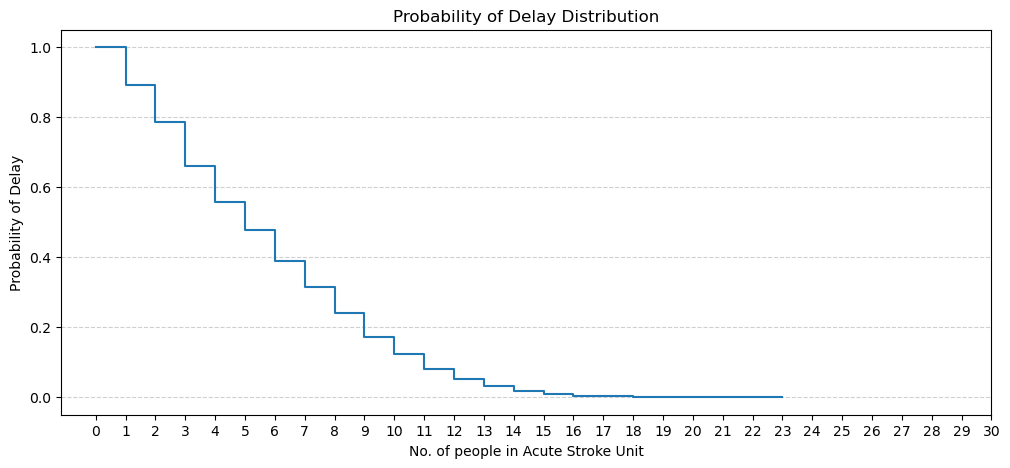 Probability of Delay Distribution
Probability of Delay
1.0
0.8
0.6
0.4
0.2
0.0
0 1 2 3 4 5 6 7 8 9 10 11 12 13 14 15 16 17 18 19 20 21 22 23 24 25 26 27 28 29 30
No. of people in Acute Stroke Unit